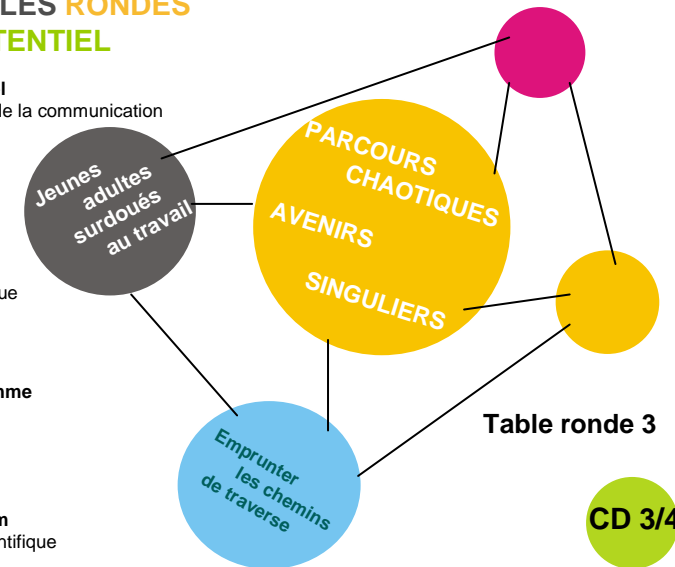 LES RONDES
TENTIEL
l
de la communication
Jeunes
adultes
surdoués
au travail
PARCOURS
CHAOTIQUES
AVENIRS
SINGULIERS
ue
mme
Table ronde 3
Emprunter
les chemins
de traverse
n
ntifique
CD 3/4